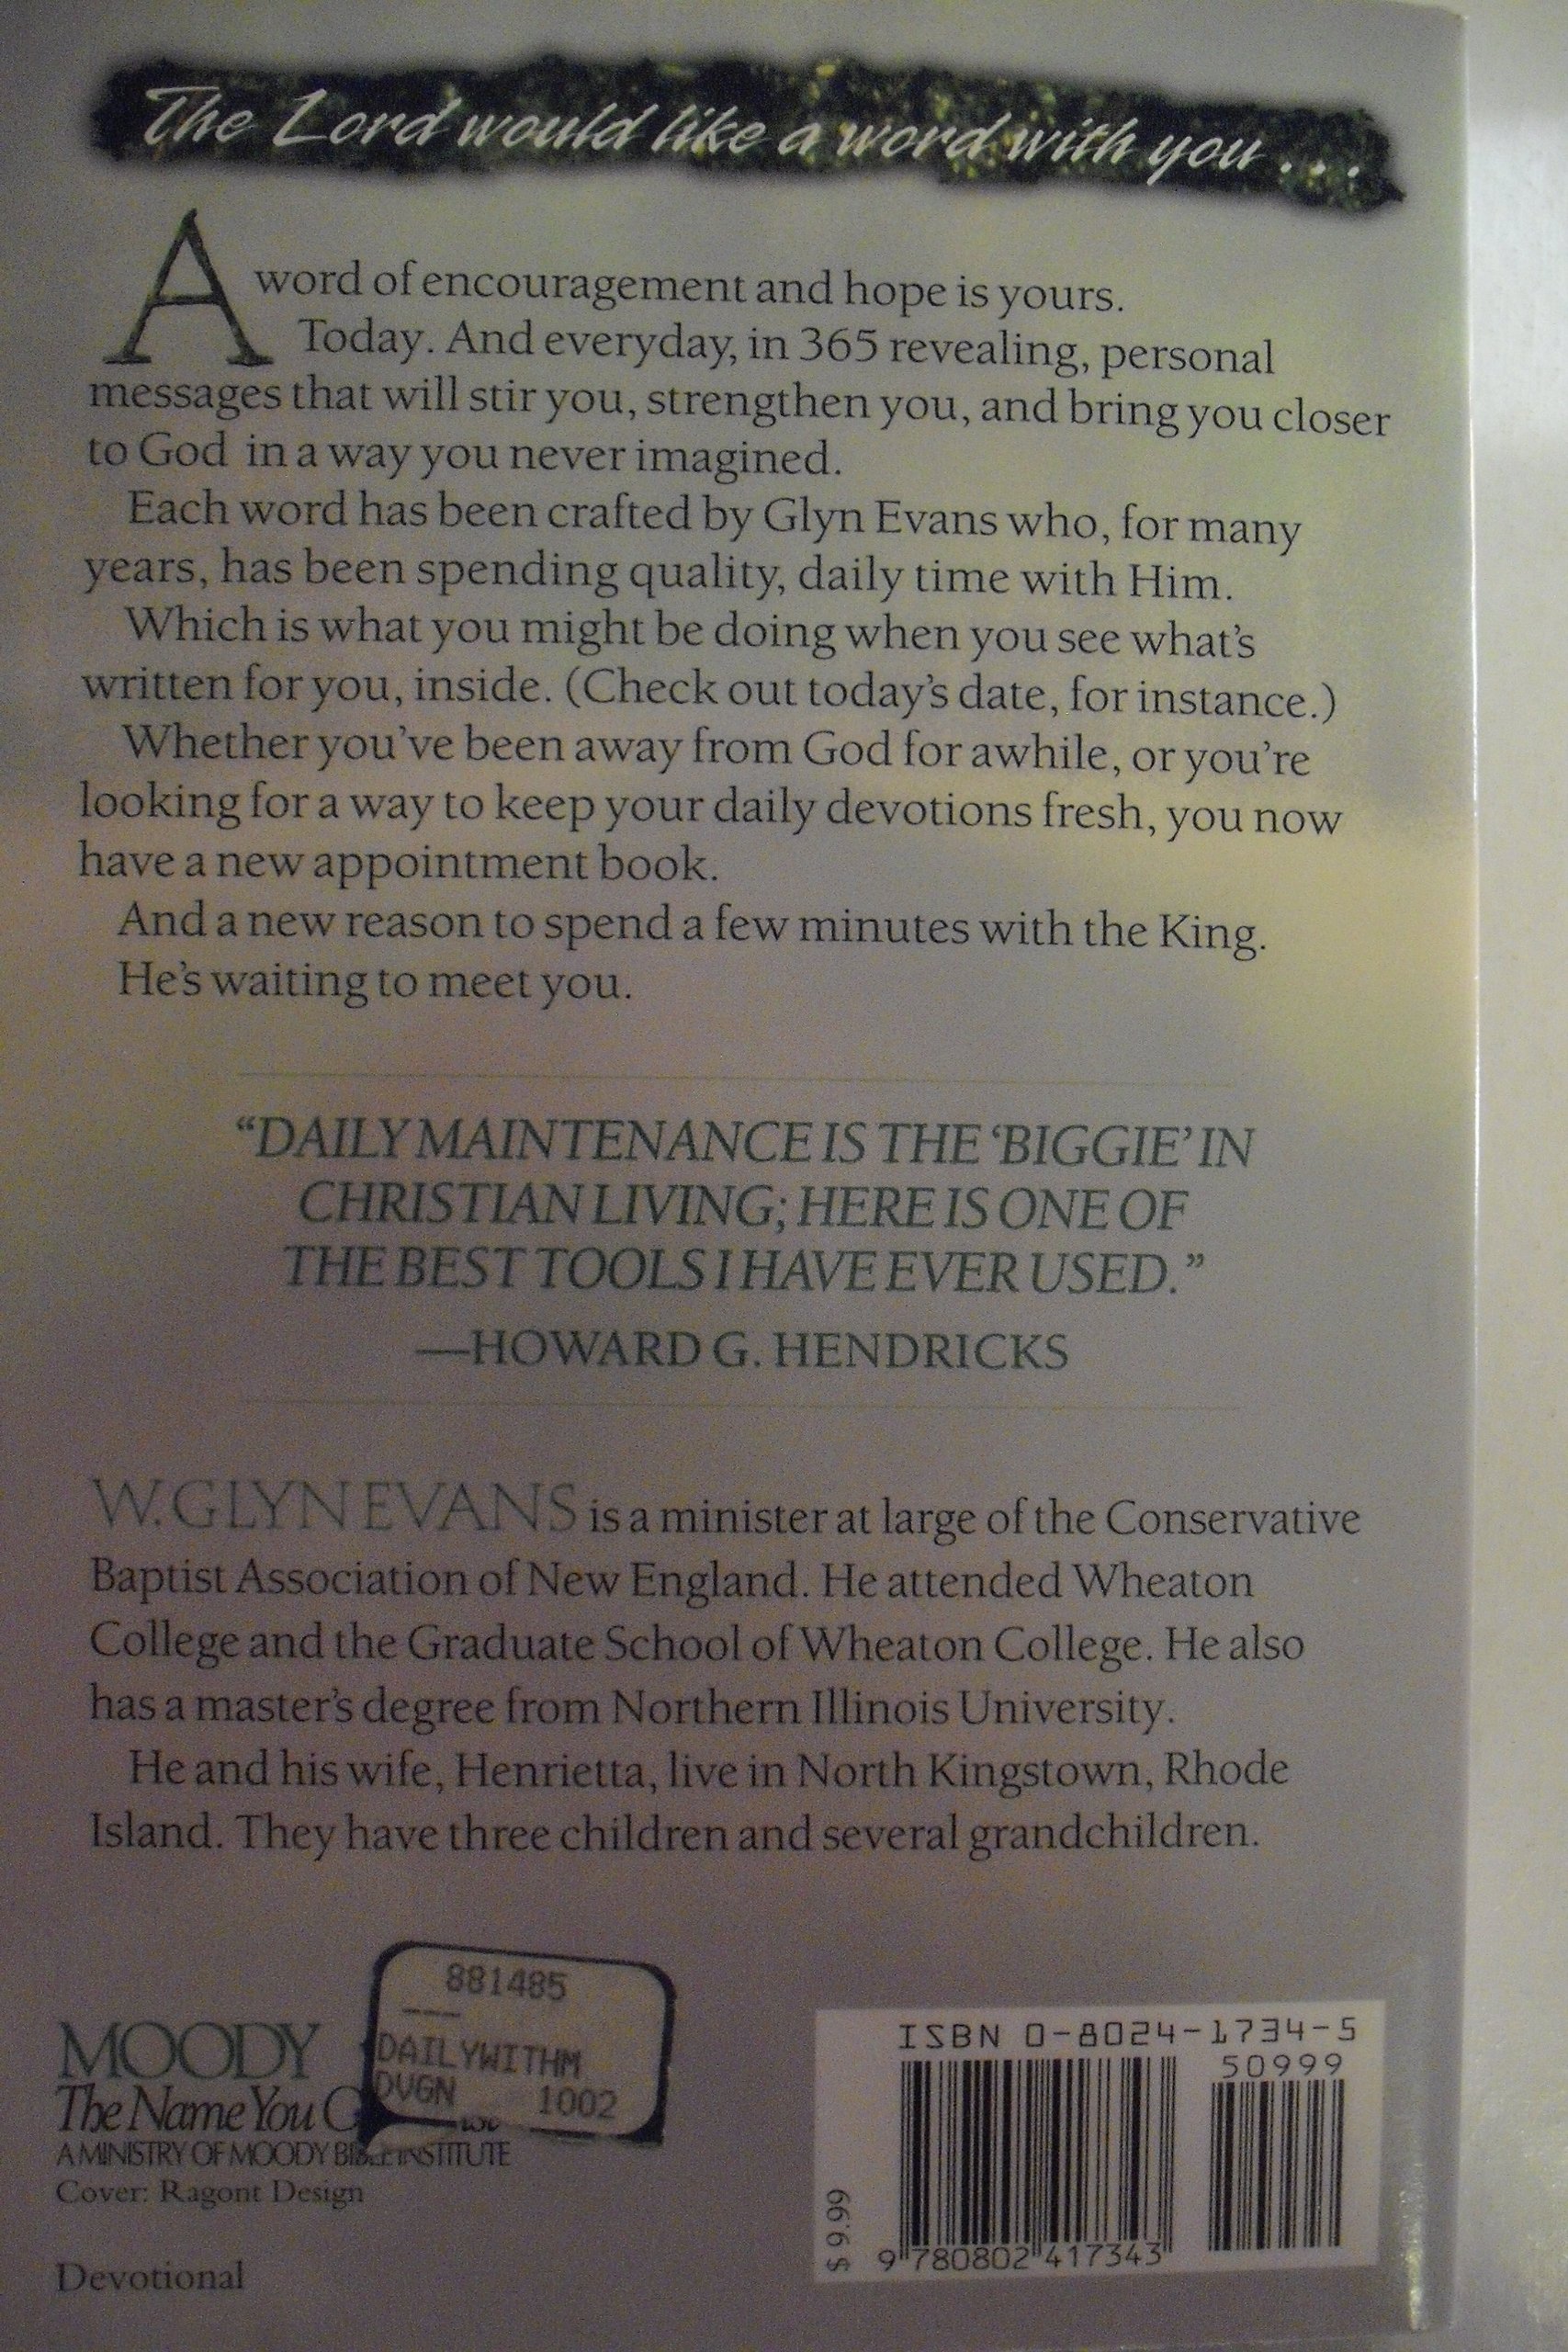 The Lord would like a word with you . . .
A word of encouragement and hope is yours.
Today. And everyday, in 365 revealing, personal
messages that will stir you, strengthen you, and bring you closer
to God in a way you never imagined.
Each word has been crafted by Glyn Evans who, for many
years, has been spending quality, daily time with Him.
Which is what you might be doing when you see what's
written for you, inside. (Check out today's date, for instance.)
Whether you've been away from God for awhile, or you're
looking for a way to keep your daily devotions fresh, you now
have a new appointment book.
And a new reason to spend a few minutes with the King.
He's waiting to meet you.
“DAILY MAINTENANCE IS THE ‘BIGGIE’ IN
CHRISTIAN LIVING; HERE IS ONE OF
THE BEST TOOLS I HAVE EVER USED.”
—HOWARD G. HENDRICKS
W. GLYN EVANS is a minister at large of the Conservative
Baptist Association of New England. He attended Wheaton
College and the Graduate School of Wheaton College. He also
has a master's degree from Northern Illinois University.
He and his wife, Henrietta, live in North Kingstown, Rhode
Island. They have three children and several grandchildren.
881485
DAILYWITHM
DVGN 1002
MOODY
The Name You
A MINISTRY OF MOODY BIBLE INSTITUTE
Cover: Ragont Design
Devotional
ISBN 0-8024-1734-5
50999
$9.99
9 780802 417343